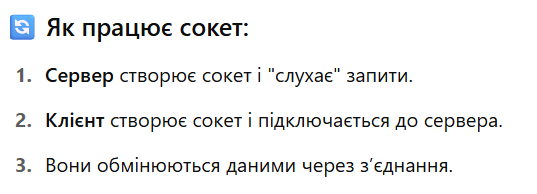 🔄 Як працює сокет:
1. Сервер створює сокет і "слухає" запити.
2. Клієнт створює сокет і підключається до сервера.
3. Вони обмінюються даними через з’єднання.